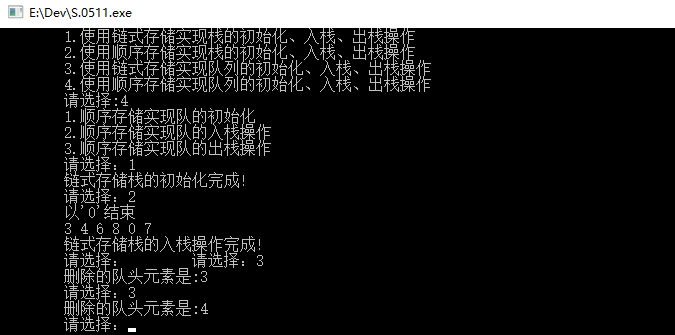 E:\Dev\S.0511.exe
1.使用链式存储实现栈的初始化、入栈、出栈操作
2.使用顺序存储实现栈的初始化、入栈、出栈操作
3.使用链式存储实现队列的初始化、入栈、出栈操作
4.使用顺序存储实现队列的初始化、入栈、出栈操作
请选择:4
1.顺序存储实现队的初始化
2.顺序存储实现队的入栈操作
3.顺序存储实现队的出栈操作
请选择：1
链式存储栈的初始化完成!
请选择：2
以'0'结束
3 4 6 8 0 7
链式存储栈的入栈操作完成!
请选择：        请选择：3
删除的队头元素是:3
请选择：3
删除的队头元素是:4
请选择：